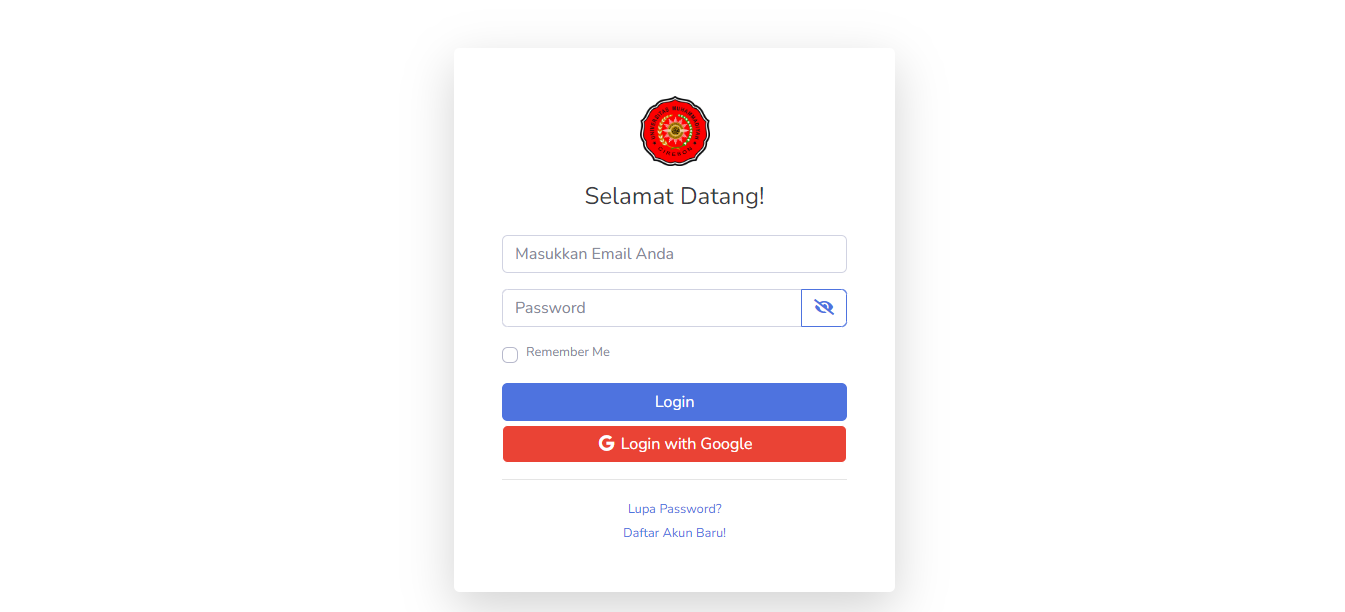 Selamat Datang!
Masukkan Email Anda
Password
Remember Me
Login
Login with Google
Lupa Password?
Daftar Akun Baru!